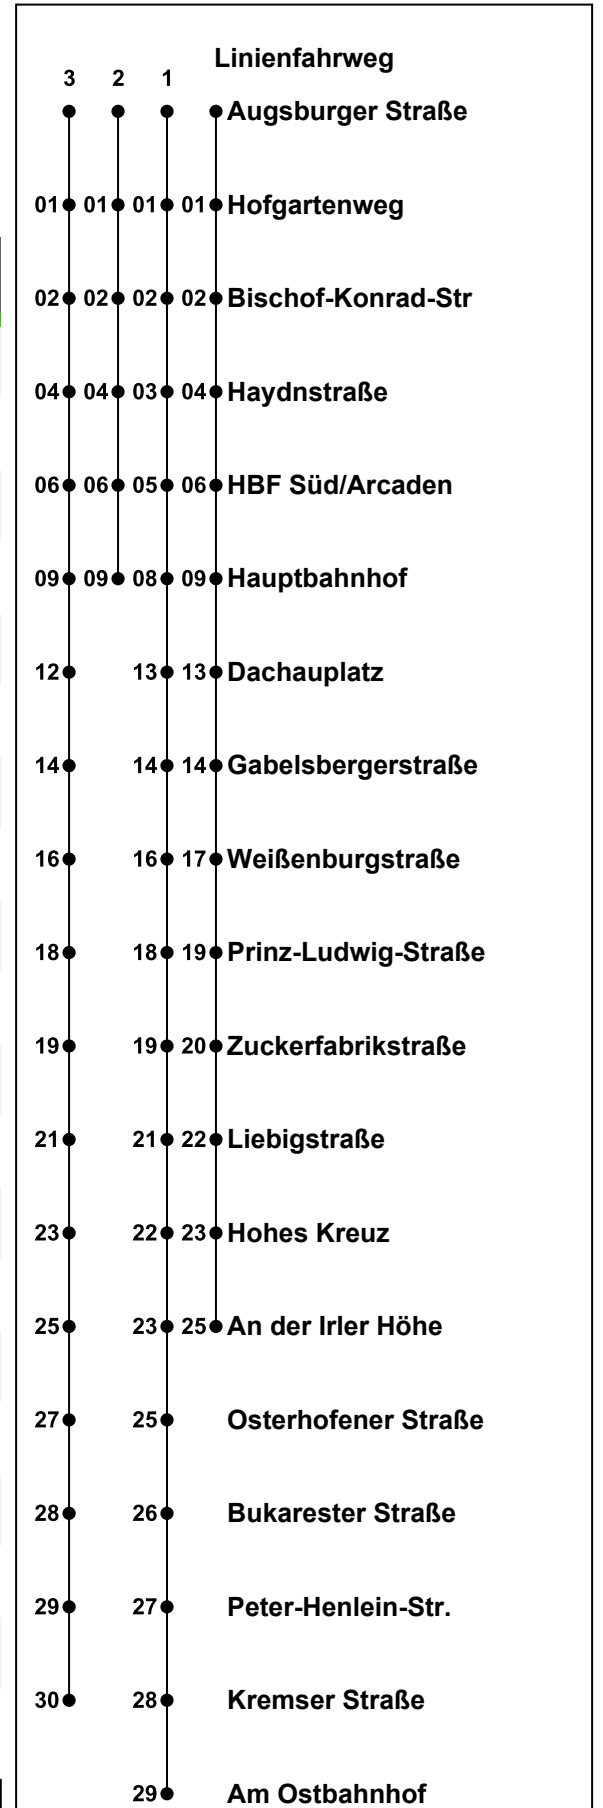 Linienfahrweg
3 2 1
Augsburger Straße
01 01 01 01 Hofgartenweg
02 02 02 02 Bischof-Konrad-Str
04 04 03 04 Haydnstraße
06 06 05 06 HBF Süd/Arcaden
09 09 08 09 Hauptbahnhof
12 13 13 Dachauplatz
14 14 14 Gabelsbergerstraße
16 16 17 Weißenburgstraße
18 18 19 Prinz-Ludwig-Straße
19 19 20 Zuckerfabrikstraße
21 21 22 Liebigstraße
23 22 23 Hohes Kreuz
25 23 25 An der Irler Höhe
27 25 Osterhofener Straße
28 26 Bukarester Straße
29 27 Peter-Henlein-Str.
30 28 Kremser Straße
29 Am Ostbahnhof